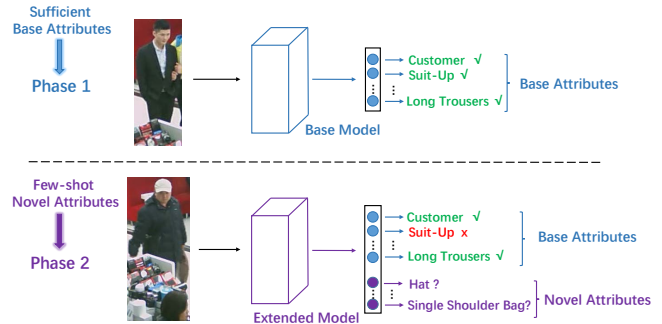 Sufficient
Base Attributes
Phase 1
Base Model
Customer √
Suit-Up √
Long Trousers √
Base Attributes
Few-shot
Novel Attributes
Phase 2
Extended Model
Customer √
Suit-Up x
Long Trousers √
Base Attributes
Hat ?
Single Shoulder Bag?
Novel Attributes